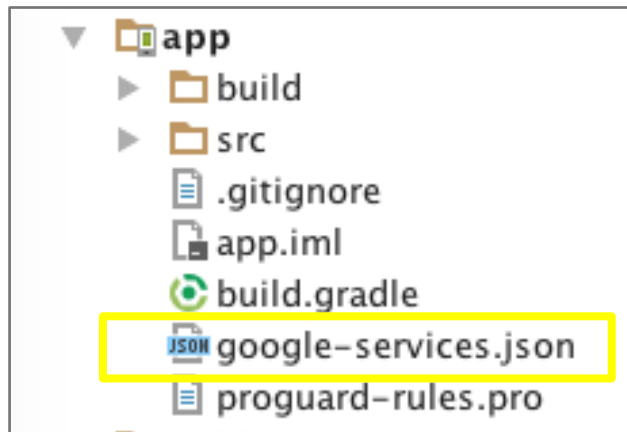 app
build
src
.gitignore
app.iml
build.gradle
JSON google-services.json
proguard-rules.pro